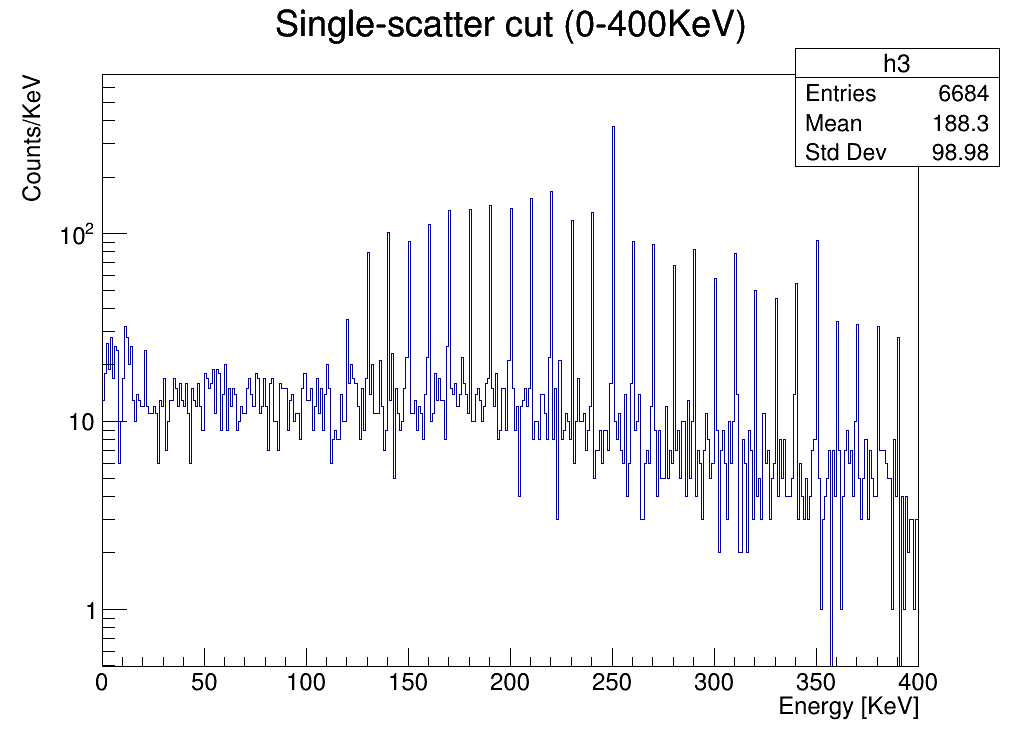 Single-scatter cut (0-400KeV)
h3
Entries 6684
Mean 188.3
Std Dev 98.98
Counts/KeV
10²
10
1
0 50 100 150 200 250 300 350 400
Energy [KeV]